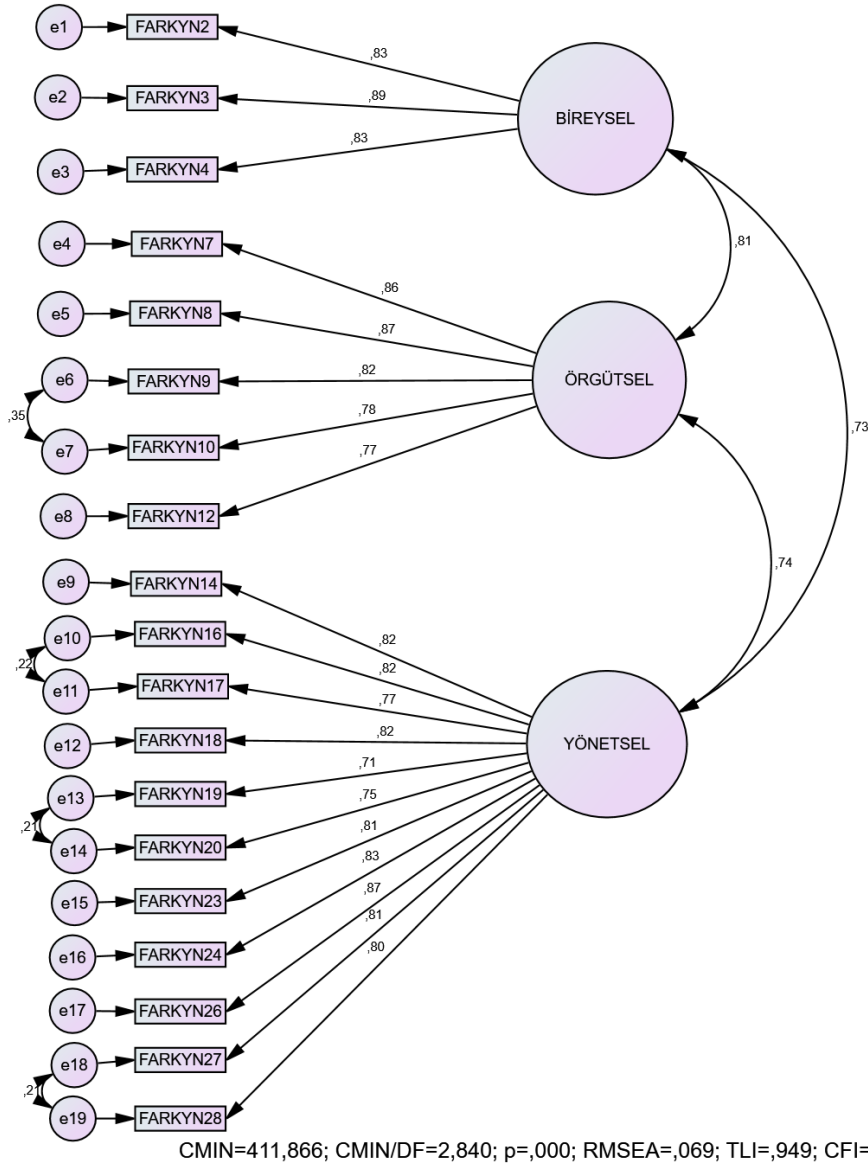 e1 FARKYN2
,83
e2 FARKYN3
,89
BİREYSEL
e3 FARKYN4
,83
e4 FARKYN7
,81
,86
e5 FARKYN8
,87
e6 FARKYN9
,82
ÖRGÜTSEL
,35
,78
,73
e7 FARKYN10
,77
e8 FARKYN12
,74
e9 FARKYN14
e10 FARKYN16
,82
,22
,82
e11 FARKYN17
,77
e12 FARKYN18
,82
YÖNETSEL
,71
e13 FARKYN19
,75
,21
e14 FARKYN20
,81
,83
e15 FARKYN23
,87
,81
e16 FARKYN24
,80
e17 FARKYN26
e18 FARKYN27
e19 FARKYN28
CMIN=411,866; CMIN/DF=2,840; p=,000; RMSEA=,069; TLI=,949; CFI=